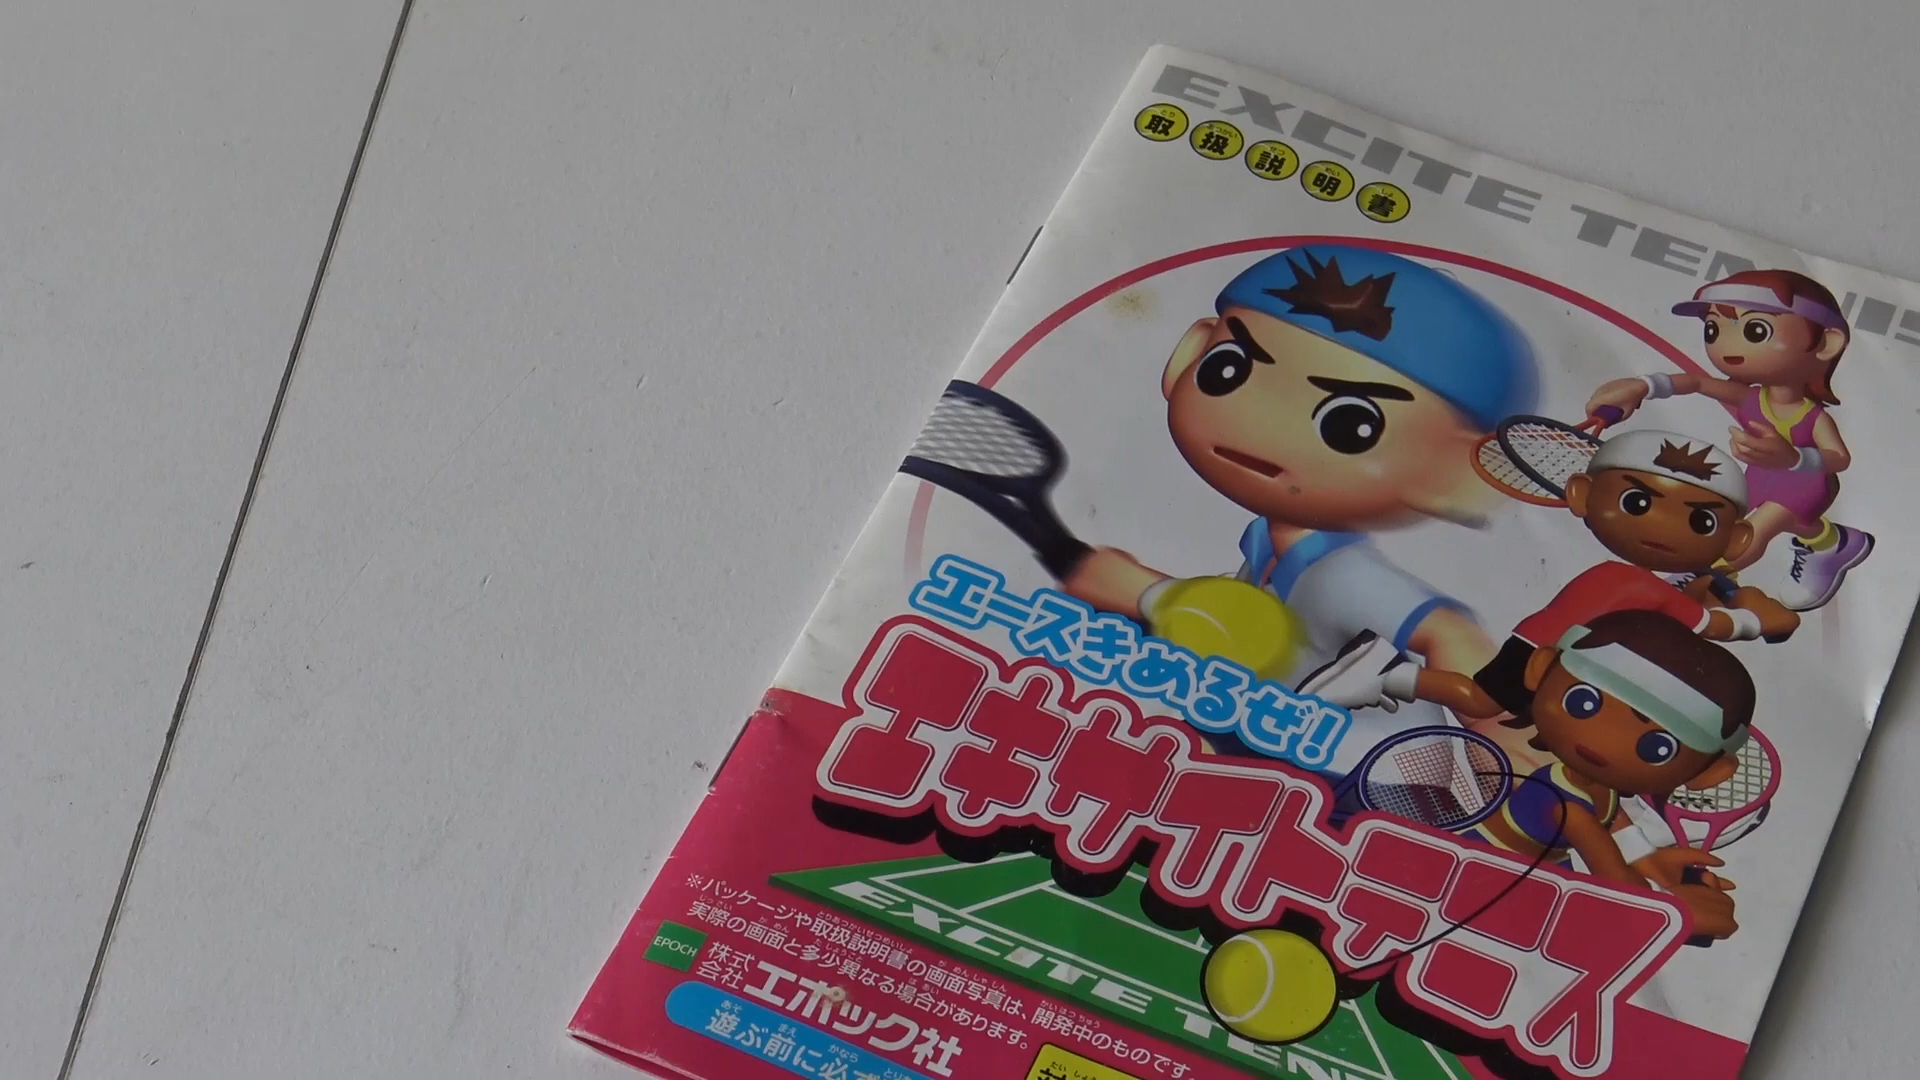 EXCITE TENNIS
取扱説明書
エースきめるぜ!
エキサイトテニス
EXCITE TENN
※パッケージや取扱説明書の画面写真は、開発中のものです。
実際の画面と多少異なる場合があります。
EPOCH
株式会社エポック社
遊ぶ前に必ず
対